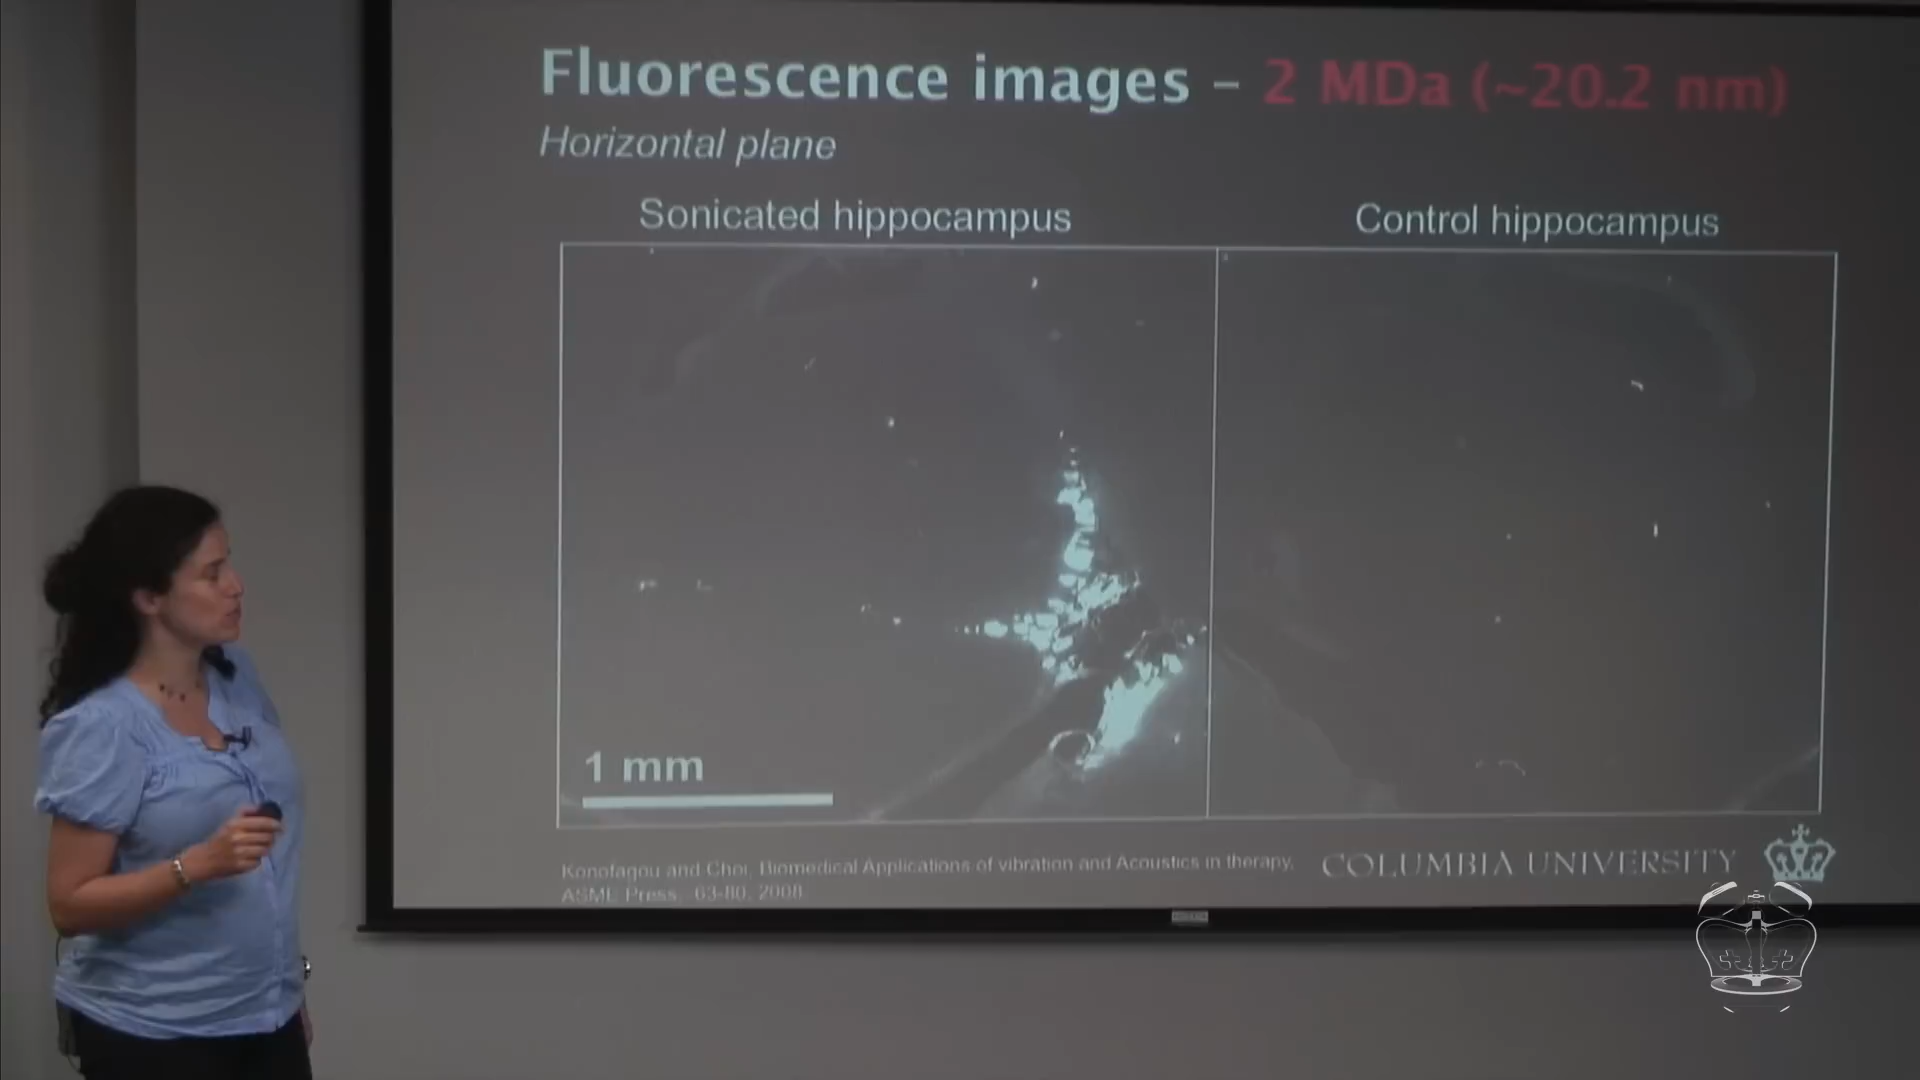 Fluorescence images – 2 MDa (~20.2 nm)
Horizontal plane
Sonicated hippocampus
Control hippocampus
1 mm
Konofagou and Choi, Biomedical Applications of vibration and Acoustics in therapy,
ASME Press, 63-80, 2008
COLUMBIA UNIVERSITY